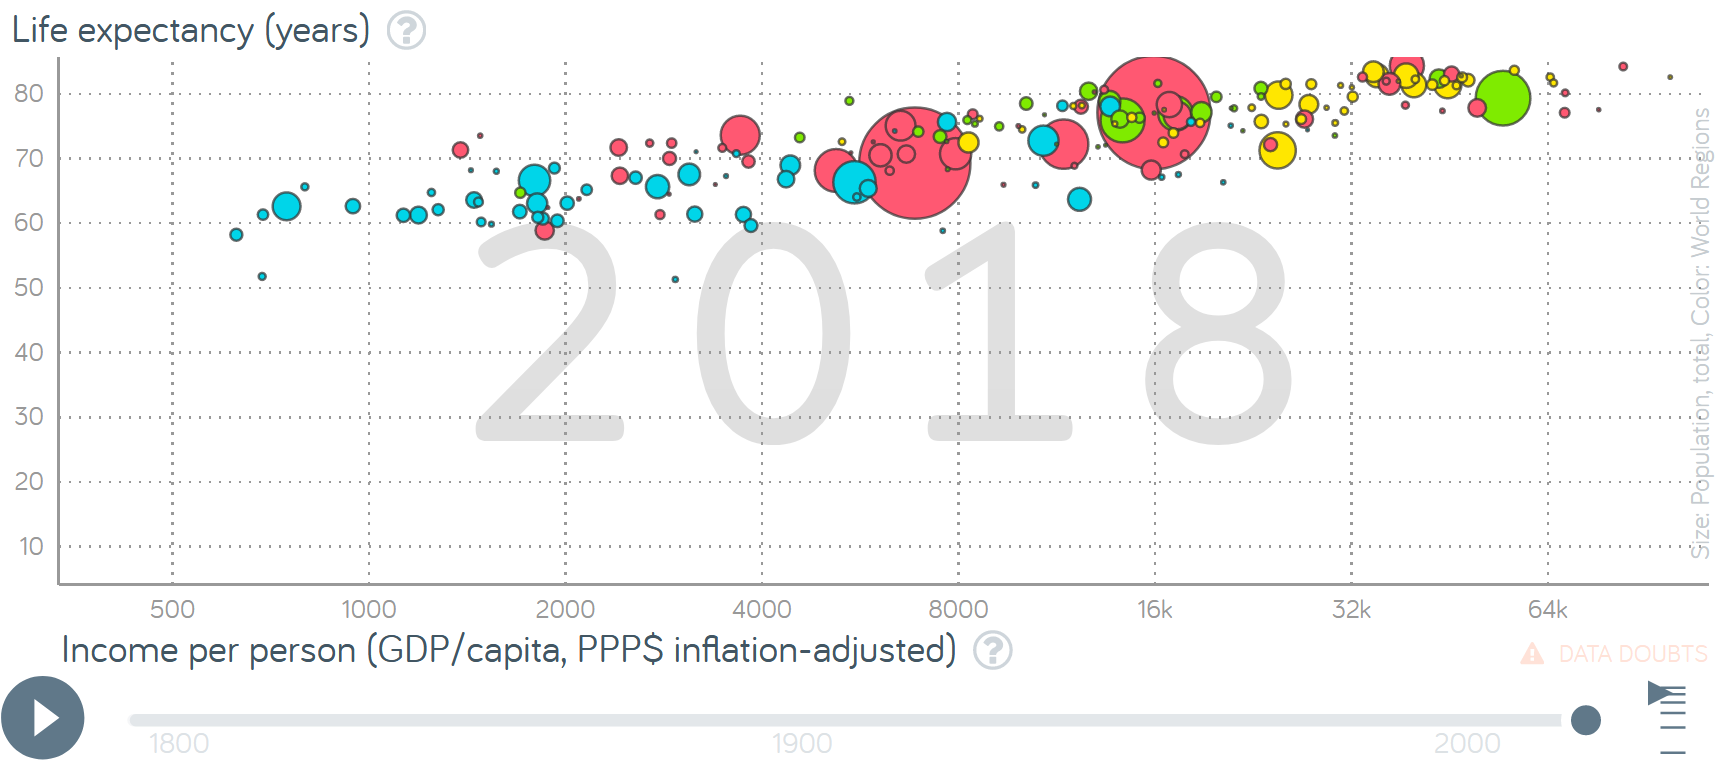 Life expectancy (years) ?
80
70
60
50
40
30
20
10
2018
Size: Population, total, Color: World Regions
500 1000 2000 4000 8000 16k 32k 64k
Income per person (GDP/capita, PPP$ inflation-adjusted) ?
DATA DOUBTS
1800 1900 2000